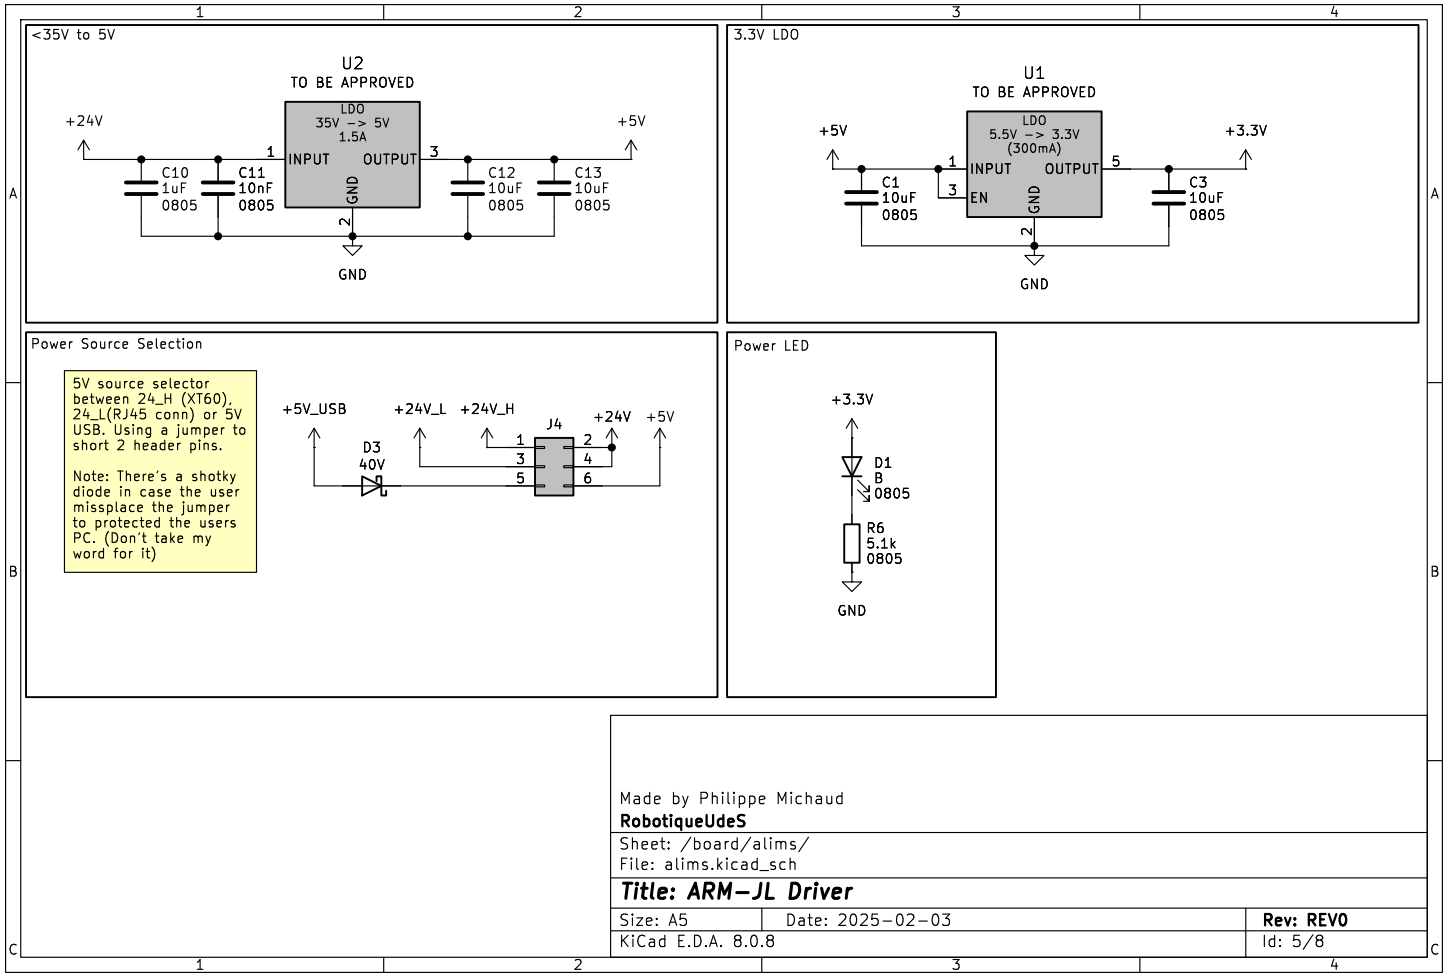 1 2 3 4
<35V to 5V
U2
TO BE APPROVED
LDO
35V -> 5V
1.5A
+24V
+5V
1 INPUT OUTPUT 3
GND
2
C10
1uF
0805
C11
10nF
0805
C12
10uF
0805
C13
10uF
0805
GND
3.3V LDO
U1
TO BE APPROVED
LDO
5.5V -> 3.3V
(300mA)
+5V
+3.3V
1 INPUT OUTPUT 5
3 EN
GND
2
C1
10uF
0805
C3
10uF
0805
GND
A A
Power Source Selection
5V source selector
between 24_H (XT60),
24_L(RJ45 conn) or 5V
USB. Using a jumper to
short 2 header pins.
Note: There's a shotky
diode in case the user
missplace the jumper
to protected the users
PC. (Don't take my
word for it)
+5V_USB
+24V_L
+24V_H
+24V
+5V
D3
40V
J4
1 2
3 4
5 6
Power LED
+3.3V
D1
B
0805
R6
5.1k
0805
GND
B B
Made by Philippe Michaud
RobotiqueUdeS
Sheet: /board/alims/
File: alims.kicad_sch
Title: ARM-JL Driver
Size: A5 Date: 2025-02-03 Rev: REV0
KiCad E.D.A. 8.0.8 Id: 5/8
C C
1 2 3 4